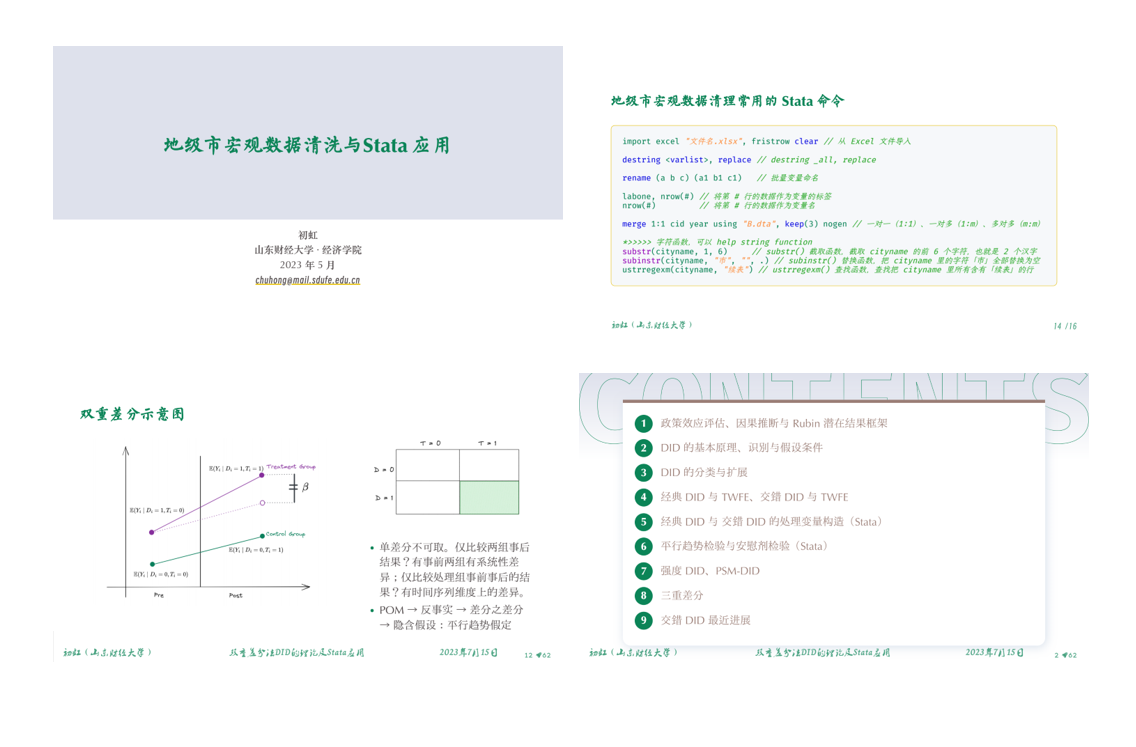 地级市宏观数据清洗与Stata 应用
初虹
山东财经大学 · 经济学院
2023 年 5 月
chuhong@mail.sdufe.edu.cn
地级市宏观数据清理常用的 Stata 命令
import excel "文件名.xlsx", fristrow clear // 从 Excel 文件导入
destring <varlist>, replace // destring _all, replace
rename (a b c) (a1 b1 c1) // 批量变量命名
labone, nrow(#) // 将第 # 行的数据作为变量的标签
nrow(#) // 将第 # 行的数据作为变量名
merge 1:1 cid year using "B.dta", keep(3) nogen // 一对一（1:1）、一对多（1:m）、多对多（m:m）
*>>>>> 字符函数，可以 help string function
substr(cityname, 1, 6) // substr() 截取函数，截取 cityname 的前 6 个字符，也就是 2 个汉字
subinstr(cityname, "市", "", .) // subinstr() 替换函数，把 cityname 里的字符「市」全部替换为空
ustrregexm(cityname, "续表") // ustrregexm() 查找函数，查找把 cityname 里所有含有「续表」的行
初虹（山东财经大学）
14 /16
双重差分示意图
T = 0 T = 1
D = 0
D = 1
𝔼(Y_i | D_i = 1, T_i = 1) Treatment Group
β
𝔼(Y_i | D_i = 1, T_i = 0)
Control Group
𝔼(Y_i | D_i = 0, T_i = 1)
𝔼(Y_i | D_i = 0, T_i = 0)
Pre Post
• 单差分不可取。仅比较两组事后
结果？有事前两组有系统性差
异；仅比较处理组事前事后的结
果？有时间序列维度上的差异。
• POM → 反事实 → 差分之差分
→ 隐含假设：平行趋势假定
初虹（山东财经大学） 双重差分法DID的讨论及Stata应用 2023年7月15日 12 62
CONTENTS
1 政策效应评估、因果推断与 Rubin 潜在结果框架
2 DID 的基本原理、识别与假设条件
3 DID 的分类与扩展
4 经典 DID 与 TWFE、交错 DID 与 TWFE
5 经典 DID 与 交错 DID 的处理变量构造（Stata）
6 平行趋势检验与安慰剂检验（Stata）
7 强度 DID、PSM-DID
8 三重差分
9 交错 DID 最近进展
初虹（山东财经大学） 双重差分法DID的讨论及Stata应用 2023年7月15日 2 62